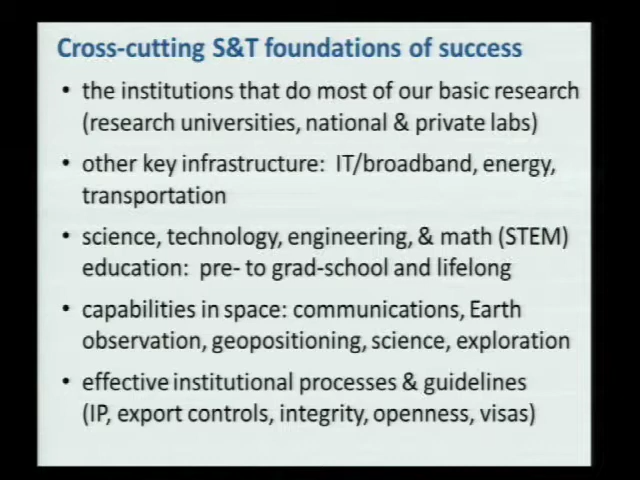 Cross-cutting S&T foundations of success
• the institutions that do most of our basic research
(research universities, national & private labs)
• other key infrastructure: IT/broadband, energy,
transportation
• science, technology, engineering, & math (STEM)
education: pre- to grad-school and lifelong
• capabilities in space: communications, Earth
observation, geopositioning, science, exploration
• effective institutional processes & guidelines
(IP, export controls, integrity, openness, visas)